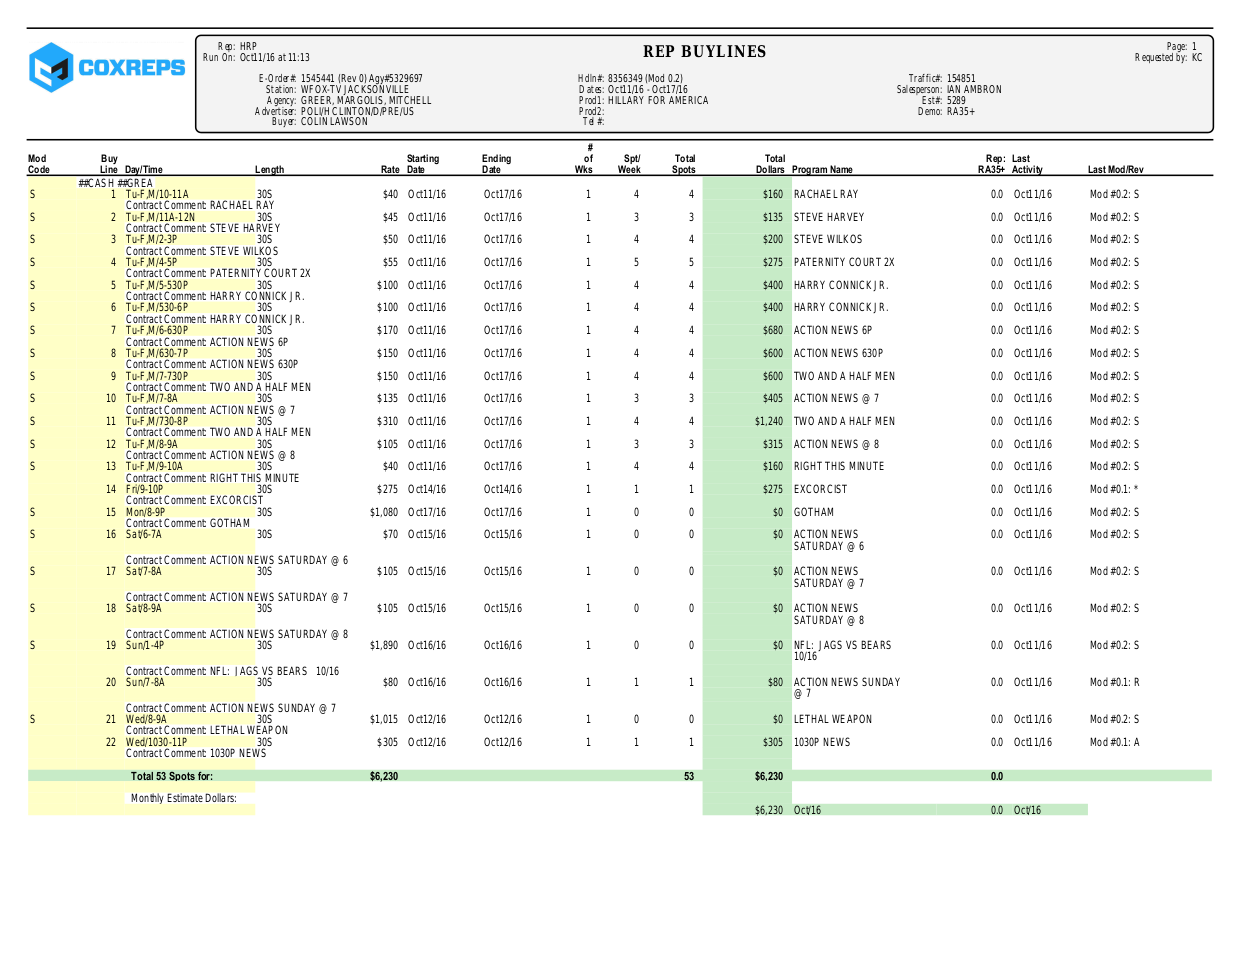 COXREPS
Rep: HRP
Run On: Oct11/16 at 11:13
REP BUYLINES
Page: 1
Requested by: KC
E-Order#: 1545441 (Rev 0) Agy#5329697
Station: WFOX-TV JACKSONVILLE
Agency: GREER, MARGOLIS, MITCHELL
Advertiser: POLI/H CLINTON/D/PRE/US
Buyer: COLIN LAWSON
Hdln#: 8356349 (Mod 0.2)
Dates: Oct11/16 - Oct17/16
Prod1: HILLARY FOR AMERICA
Prod2:
Tel #:
Traffic#: 154851
Salesperson: IAN AMBRON
Est#: 5289
Demo: RA35+
Mod Code Buy Line Day/Time Length Rate Starting Date Ending Date # of Wks Spt/ Week Total Spots Total Dollars Program Name Rep: RA35+ Last Activity Last Mod/Rev
##CASH ##GREA
S 1 Tu-F,M/10-11A 30S $40 Oct11/16 Oct17/16 1 4 4 $160 RACHAEL RAY 0.0 Oct11/16 Mod #0.2: S
Contract Comment: RACHAEL RAY
S 2 Tu-F,M/11A-12N 30S $45 Oct11/16 Oct17/16 1 3 3 $135 STEVE HARVEY 0.0 Oct11/16 Mod #0.2: S
Contract Comment: STEVE HARVEY
S 3 Tu-F,M/2-3P 30S $50 Oct11/16 Oct17/16 1 4 4 $200 STEVE WILKOS 0.0 Oct11/16 Mod #0.2: S
Contract Comment: STEVE WILKOS
S 4 Tu-F,M/4-5P 30S $55 Oct11/16 Oct17/16 1 5 5 $275 PATERNITY COURT 2X 0.0 Oct11/16 Mod #0.2: S
Contract Comment: PATERNITY COURT 2X
S 5 Tu-F,M/5-530P 30S $100 Oct11/16 Oct17/16 1 4 4 $400 HARRY CONNICK JR. 0.0 Oct11/16 Mod #0.2: S
Contract Comment: HARRY CONNICK JR.
S 6 Tu-F,M/530-6P 30S $100 Oct11/16 Oct17/16 1 4 4 $400 HARRY CONNICK JR. 0.0 Oct11/16 Mod #0.2: S
Contract Comment: HARRY CONNICK JR.
S 7 Tu-F,M/6-630P 30S $170 Oct11/16 Oct17/16 1 4 4 $680 ACTION NEWS 6P 0.0 Oct11/16 Mod #0.2: S
Contract Comment: ACTION NEWS 6P
S 8 Tu-F,M/630-7P 30S $150 Oct11/16 Oct17/16 1 4 4 $600 ACTION NEWS 630P 0.0 Oct11/16 Mod #0.2: S
Contract Comment: ACTION NEWS 630P
S 9 Tu-F,M/7-730P 30S $150 Oct11/16 Oct17/16 1 4 4 $600 TWO AND A HALF MEN 0.0 Oct11/16 Mod #0.2: S
Contract Comment: TWO AND A HALF MEN
S 10 Tu-F,M/7-8A 30S $135 Oct11/16 Oct17/16 1 3 3 $405 ACTION NEWS @ 7 0.0 Oct11/16 Mod #0.2: S
Contract Comment: ACTION NEWS @ 7
S 11 Tu-F,M/730-8P 30S $310 Oct11/16 Oct17/16 1 4 4 $1,240 TWO AND A HALF MEN 0.0 Oct11/16 Mod #0.2: S
Contract Comment: TWO AND A HALF MEN
S 12 Tu-F,M/8-9A 30S $105 Oct11/16 Oct17/16 1 3 3 $315 ACTION NEWS @ 8 0.0 Oct11/16 Mod #0.2: S
Contract Comment: ACTION NEWS @ 8
S 13 Tu-F,M/9-10A 30S $40 Oct11/16 Oct17/16 1 4 4 $160 RIGHT THIS MINUTE 0.0 Oct11/16 Mod #0.2: S
Contract Comment: RIGHT THIS MINUTE
14 Fri/9-10P 30S $275 Oct14/16 Oct14/16 1 1 1 $275 EXCORCIST 0.0 Oct11/16 Mod #0.1: *
Contract Comment: EXCORCIST
S 15 Mon/8-9P 30S $1,080 Oct17/16 Oct17/16 1 0 0 $0 GOTHAM 0.0 Oct11/16 Mod #0.2: S
Contract Comment: GOTHAM
S 16 Sat/6-7A 30S $70 Oct15/16 Oct15/16 1 0 0 $0 ACTION NEWS 0.0 Oct11/16 Mod #0.2: S
SATURDAY @ 6
Contract Comment: ACTION NEWS SATURDAY @ 6
S 17 Sat/7-8A 30S $105 Oct15/16 Oct15/16 1 0 0 $0 ACTION NEWS 0.0 Oct11/16 Mod #0.2: S
SATURDAY @ 7
Contract Comment: ACTION NEWS SATURDAY @ 7
S 18 Sat/8-9A 30S $105 Oct15/16 Oct15/16 1 0 0 $0 ACTION NEWS 0.0 Oct11/16 Mod #0.2: S
SATURDAY @ 8
Contract Comment: ACTION NEWS SATURDAY @ 8
S 19 Sun/1-4P 30S $1,890 Oct16/16 Oct16/16 1 0 0 $0 NFL: JAGS VS BEARS 0.0 Oct11/16 Mod #0.2: S
10/16
Contract Comment: NFL: JAGS VS BEARS 10/16
20 Sun/7-8A 30S $80 Oct16/16 Oct16/16 1 1 1 $80 ACTION NEWS SUNDAY 0.0 Oct11/16 Mod #0.1: R
@ 7
Contract Comment: ACTION NEWS SUNDAY @ 7
S 21 Wed/8-9A 30S $1,015 Oct12/16 Oct12/16 1 0 0 $0 LETHAL WEAPON 0.0 Oct11/16 Mod #0.2: S
Contract Comment: LETHAL WEAPON
22 Wed/1030-11P 30S $305 Oct12/16 Oct12/16 1 1 1 $305 1030P NEWS 0.0 Oct11/16 Mod #0.1: A
Contract Comment: 1030P NEWS
Total 53 Spots for: $6,230 53 $6,230 0.0
Monthly Estimate Dollars:
$6,230 Oct/16 0.0 Oct/16